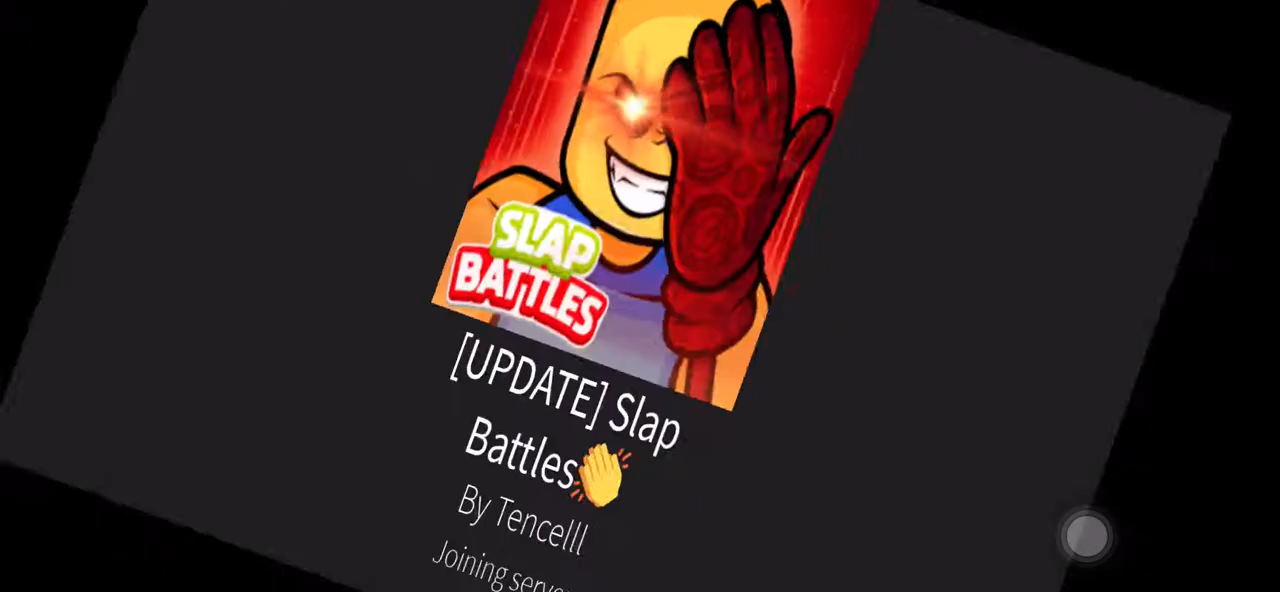 SLAP
BATTLES
[UPDATE] Slap
Battles👏
By Tencelll
Joining